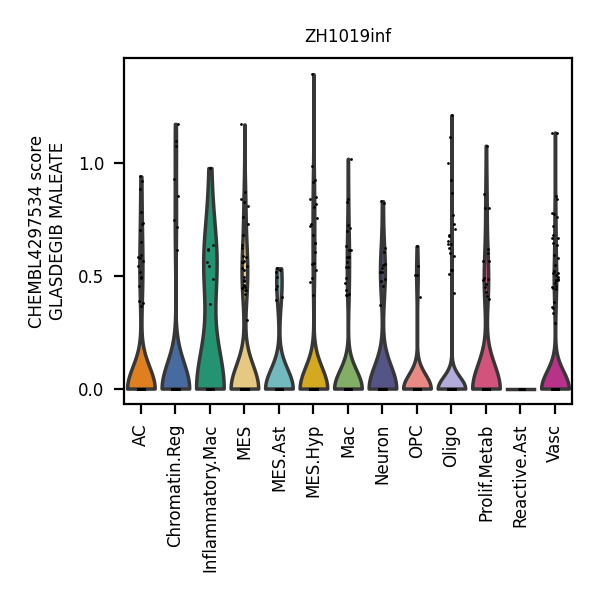 ZH1019inf
CHEMBL4297534 score
GLASDEGIB MALEATE
1.0
0.5
0.0
AC
Chromatin.Reg
Inflammatory.Mac
MES
MES.Ast
MES.Hyp
Mac
Neuron
OPC
Oligo
Prolif.Metab
Reactive.Ast
Vasc